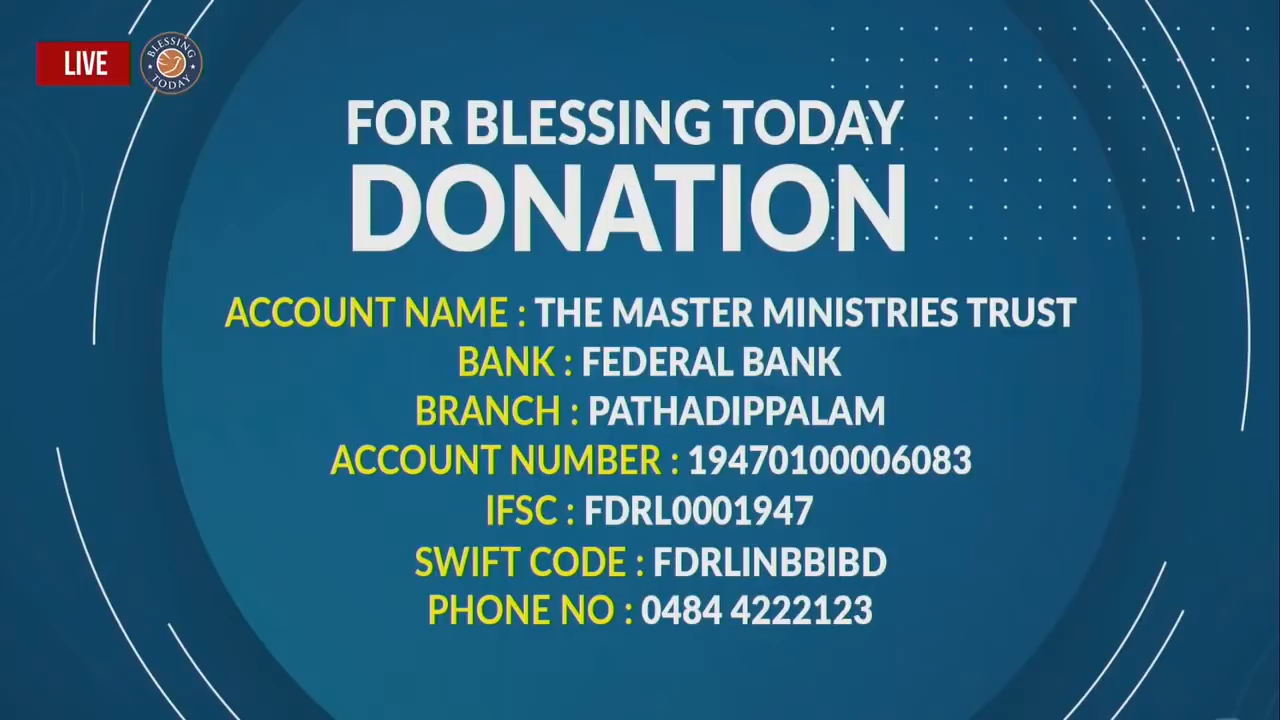 LIVE
BLESSING TODAY
FOR BLESSING TODAY
DONATION
ACCOUNT NAME : THE MASTER MINISTRIES TRUST
BANK : FEDERAL BANK
BRANCH : PATHADIPPALAM
ACCOUNT NUMBER : 19470100006083
IFSC : FDRL0001947
SWIFT CODE : FDRLINBBIBD
PHONE NO : 0484 4222123